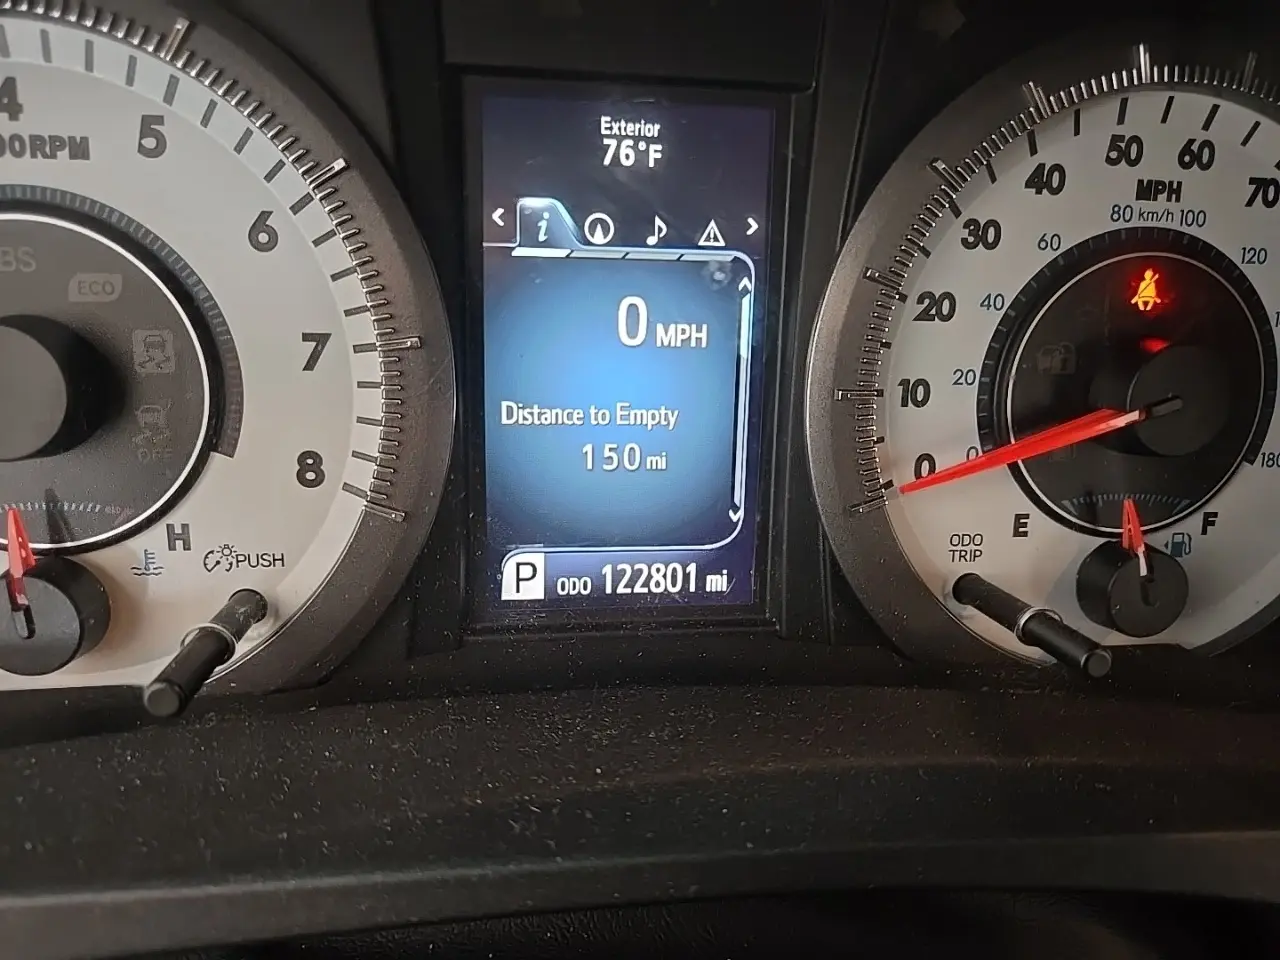 Exterior
76°F
0 MPH
Distance to Empty
150 mi
P ODO 122801 mi
4
5
6
7
8
00RPM
BS
ECO
OFF
H
PUSH
0
10
20
30
40
50
60
70
MPH
80 km/h 100
0
20
40
60
120
180
E
F
ODO
TRIP